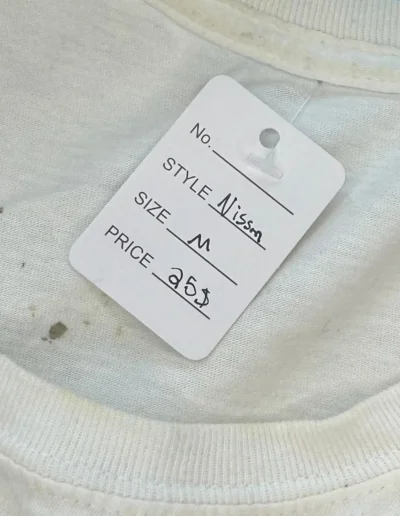 No.
STYLE Nissan
SIZE M
PRICE 25$